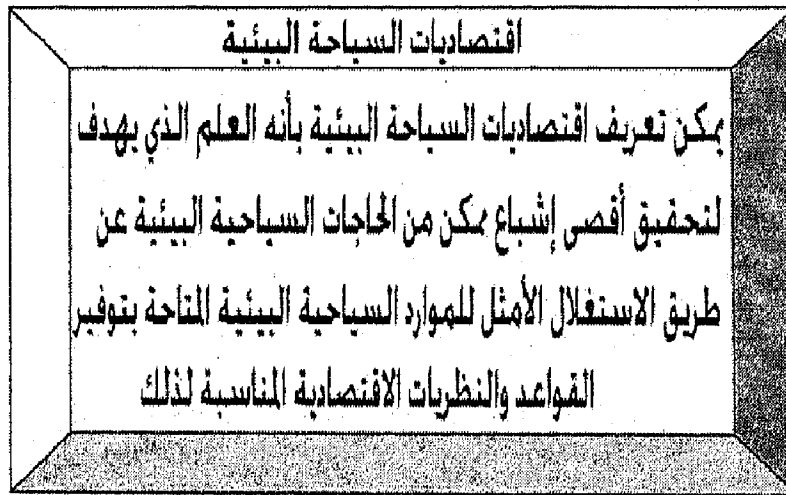 اقتصاديات السياحة البيئية
يمكن تعريف اقتصاديات السياحة البيئية بأنه العلم الذي يهدف
لتحقيق أقصى إشباع ممكن من الحاجات السياحية البيئية عن
طريق الاستغلال الأمثل للموارد السياحية البيئية المتاحة بتوفير
القواعد والنظريات الاقتصادية المناسبة لذلك